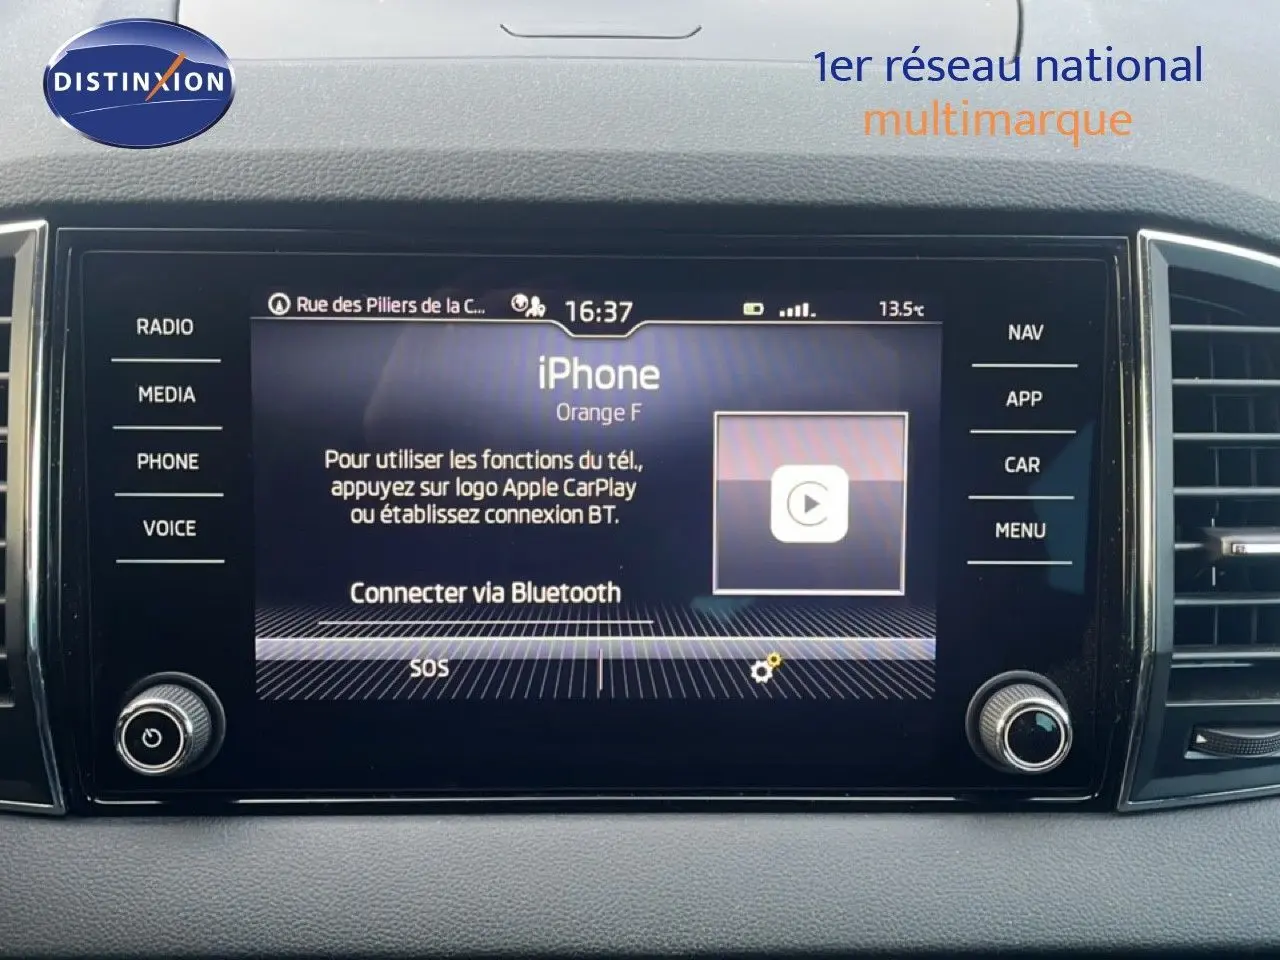 DISTINXION
1er réseau national
multimarque
Rue des Piliers de la C...
16:37
13.5°C
RADIO
MEDIA
PHONE
VOICE
iPhone
Orange F
Pour utiliser les fonctions du tél.,
appuyez sur logo Apple CarPlay
ou établissez connexion BT.
Connecter via Bluetooth
SOS
NAV
APP
CAR
MENU